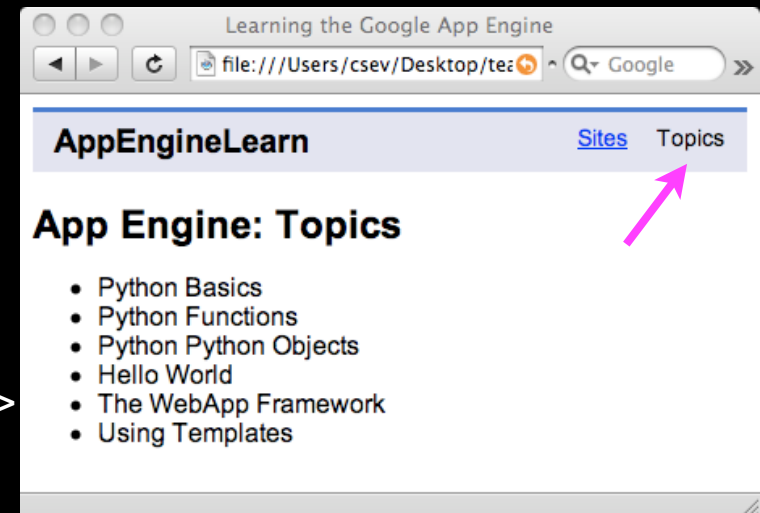 Learning the Google App Engine
file:///Users/csev/Desktop/tea
Google
»
AppEngineLearn
Sites Topics
App Engine: Topics
• Python Basics
• Python Functions
• Python Python Objects
• Hello World
>
• The WebApp Framework
• Using Templates